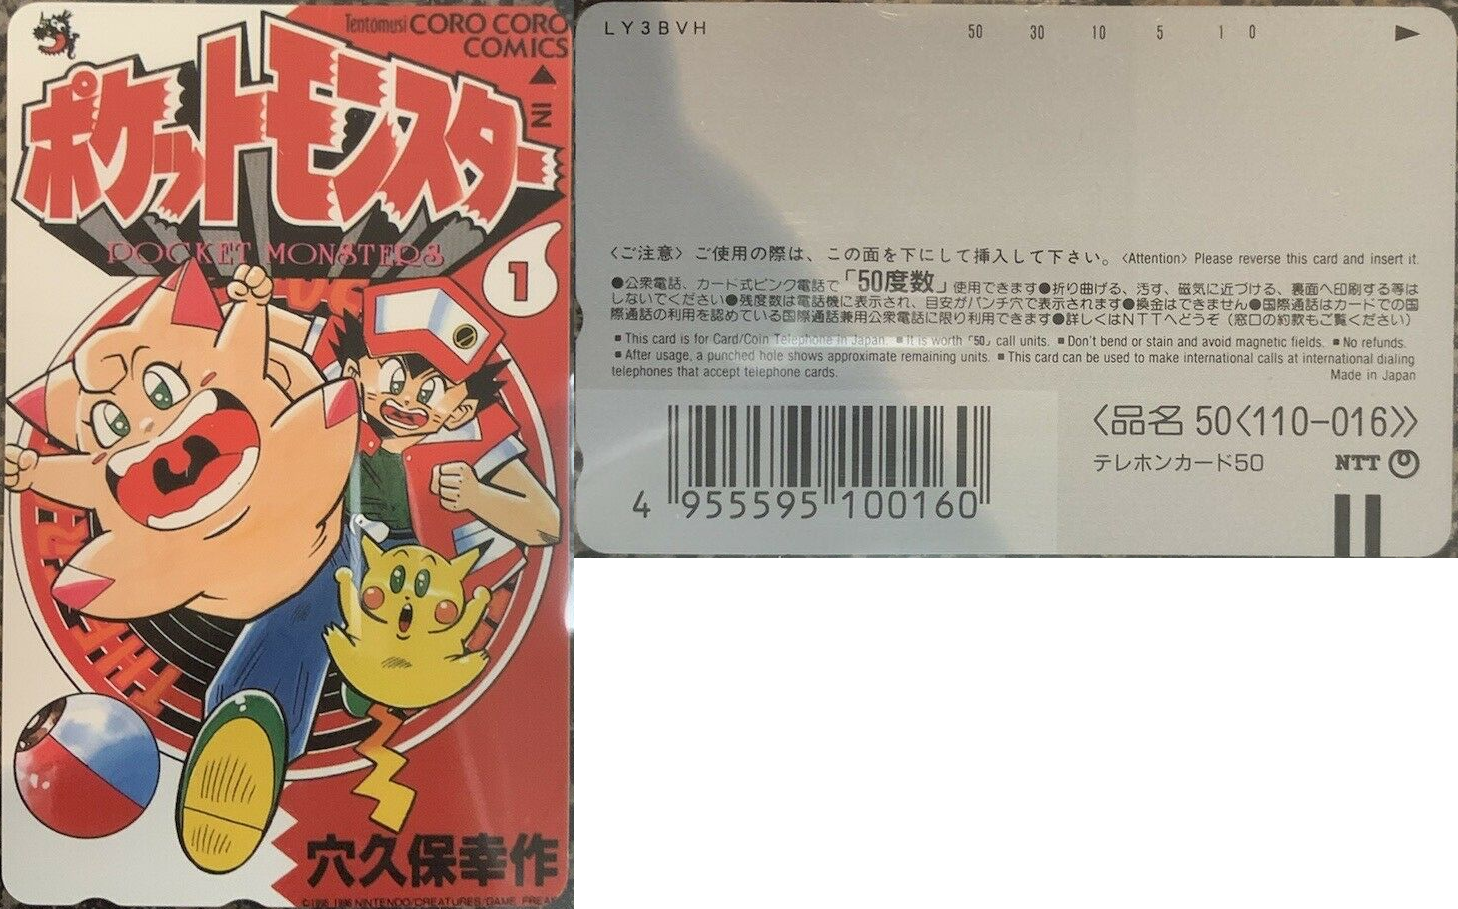 Tentomusi CORO CORO
COMICS
IN
ポケットモンスター
POCKET MONSTERS
1
穴久保幸作
©1995, 1996 NINTENDO/CREATURES/GAME FREAK
LY3BVH
50 30 10 5 1 0
〈ご注意〉ご使用の際は、この面を下にして挿入して下さい。〈Attention〉Please reverse this card and insert it.
●公衆電話、カード式ピンク電話で「50度数」使用できます●折り曲げる、汚す、磁気に近づける、裏面へ印刷する等は
しないでください●残度数は電話機に表示され、目安がパンチ穴で表示されます●換金はできません●国際通話はカードでの国
際通話の利用を認めている国際通話兼用公衆電話に限り利用できます●詳しくはNTTへどうぞ（窓口の約款もご覧ください）
■This card is for Card/Coin Telephone in Japan. ■It is worth「50」call units. ■Don't bend or stain and avoid magnetic fields. ■No refunds.
■After usage, a punched hole shows approximate remaining units. ■This card can be used to make international calls at international dialing
telephones that accept telephone cards.
Made in Japan
4 955595 100160
〈品名 50〈110-016〉〉
テレホンカード50
NTT